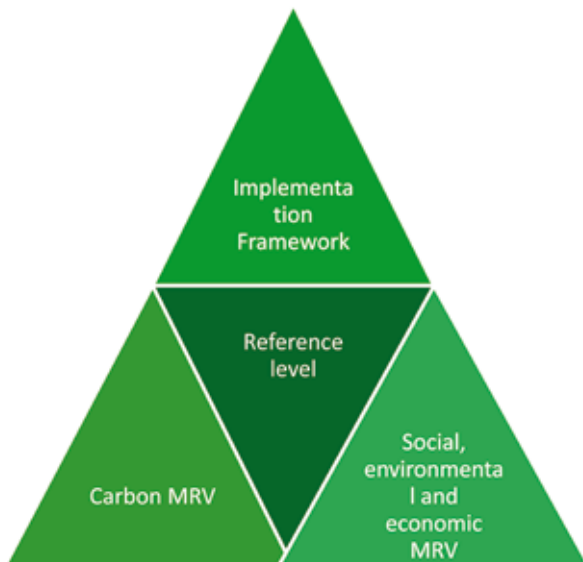 Implementa
tion
Framework
Reference
level
Carbon MRV
Social,
environmenta
l and
economic
MRV